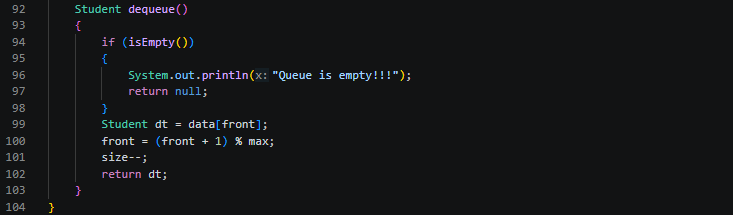 92 Student dequeue()
93 {
94 if (isEmpty())
95 {
96 System.out.println(x: "Queue is empty!!!");
97 return null;
98 }
99 Student dt = data[front];
100 front = (front + 1) % max;
101 size--;
102 return dt;
103 }
104 }